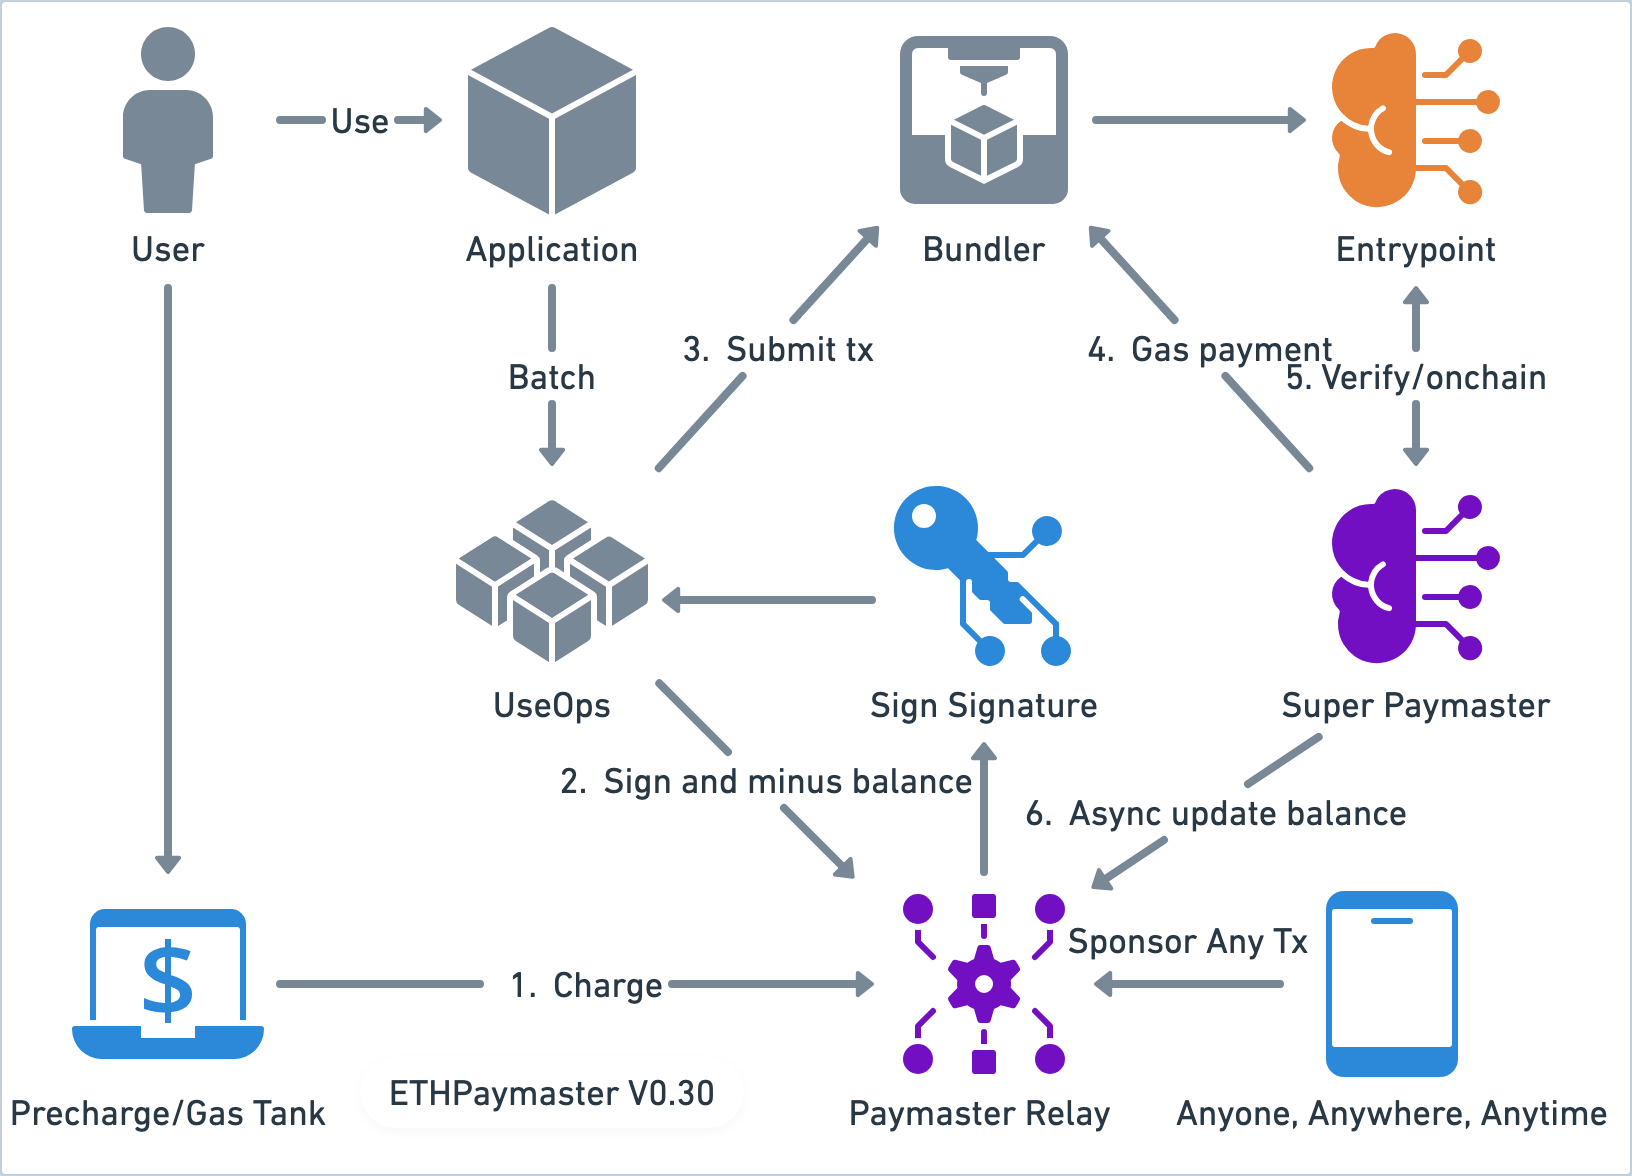 Use
User
Application
Bundler
Entrypoint
3. Submit tx
4. Gas payment
Batch
5. Verify/onchain
UseOps
Sign Signature
Super Paymaster
2. Sign and minus balance
6. Async update balance
Sponsor Any Tx
1. Charge
$
ETHPaymaster V0.30
Precharge/Gas Tank
Paymaster Relay
Anyone, Anywhere, Anytime